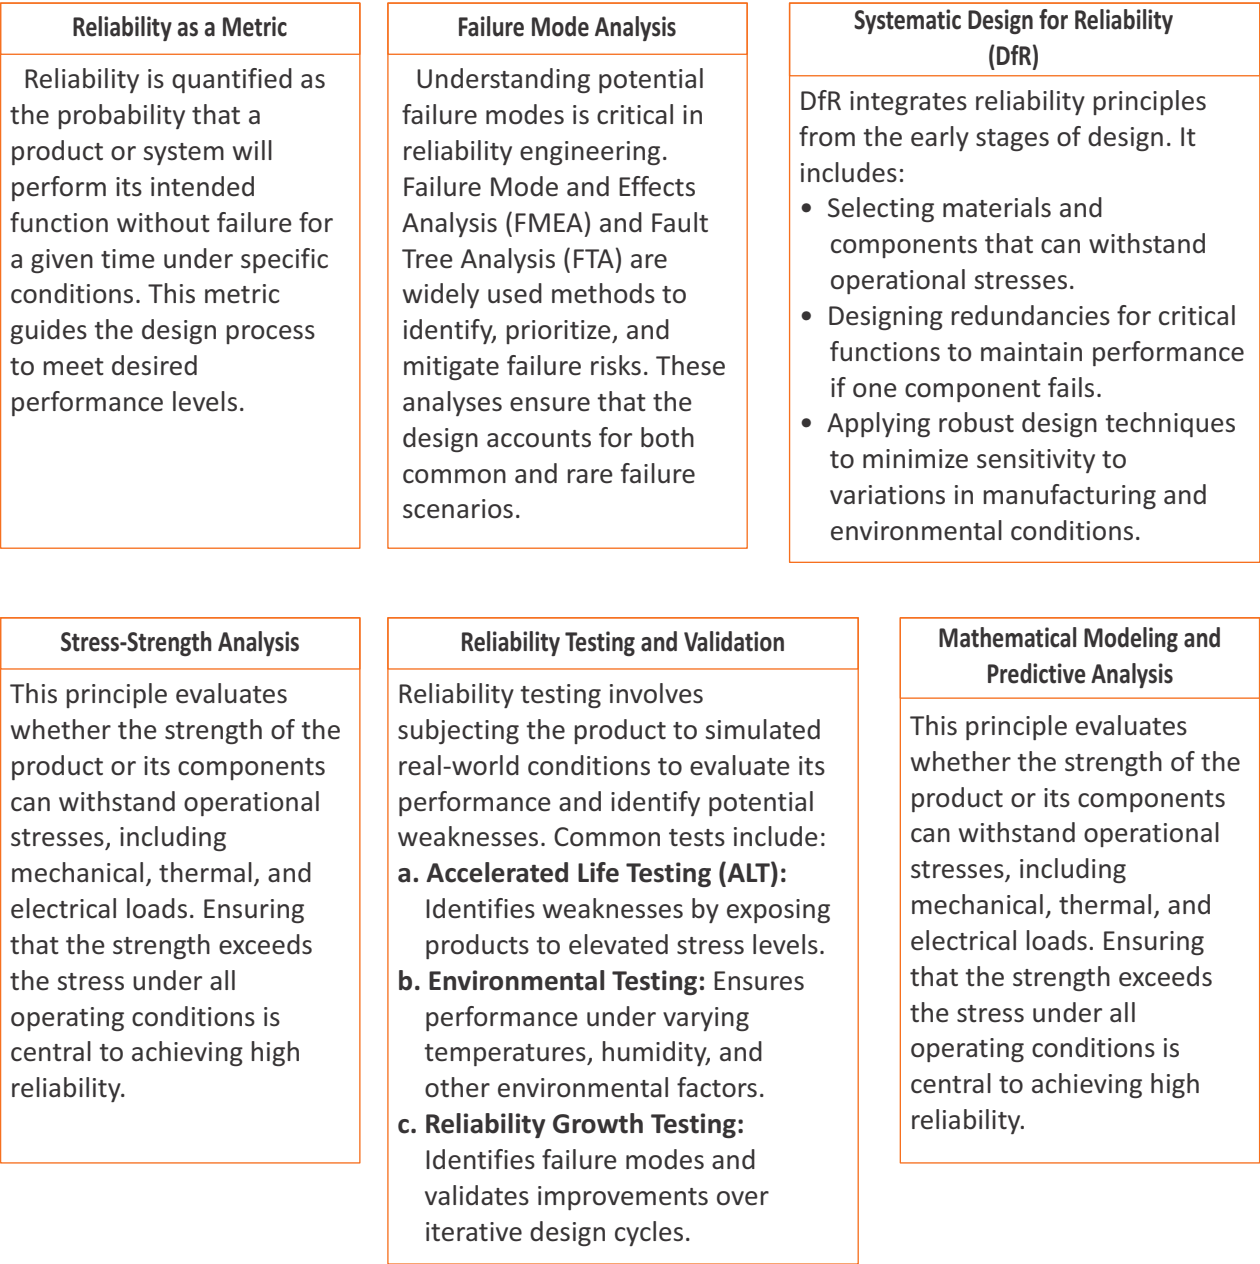 Reliability as a Metric
Reliability is quantified as
the probability that a
product or system will
perform its intended
function without failure for
a given time under specific
conditions. This metric
guides the design process
to meet desired
performance levels.
Failure Mode Analysis
Understanding potential
failure modes is critical in
reliability engineering.
Failure Mode and Effects
Analysis (FMEA) and Fault
Tree Analysis (FTA) are
widely used methods to
identify, prioritize, and
mitigate failure risks. These
analyses ensure that the
design accounts for both
common and rare failure
scenarios.
Systematic Design for Reliability
(DfR)
DfR integrates reliability principles
from the early stages of design. It
includes:
• Selecting materials and
components that can withstand
operational stresses.
• Designing redundancies for critical
functions to maintain performance
if one component fails.
• Applying robust design techniques
to minimize sensitivity to
variations in manufacturing and
environmental conditions.
Stress-Strength Analysis
This principle evaluates
whether the strength of the
product or its components
can withstand operational
stresses, including
mechanical, thermal, and
electrical loads. Ensuring
that the strength exceeds
the stress under all
operating conditions is
central to achieving high
reliability.
Reliability Testing and Validation
Reliability testing involves
subjecting the product to simulated
real-world conditions to evaluate its
performance and identify potential
weaknesses. Common tests include:
a. Accelerated Life Testing (ALT):
Identifies weaknesses by exposing
products to elevated stress levels.
b. Environmental Testing: Ensures
performance under varying
temperatures, humidity, and
other environmental factors.
c. Reliability Growth Testing:
Identifies failure modes and
validates improvements over
iterative design cycles.
Mathematical Modeling and
Predictive Analysis
This principle evaluates
whether the strength of the
product or its components
can withstand operational
stresses, including
mechanical, thermal, and
electrical loads. Ensuring
that the strength exceeds
the stress under all
operating conditions is
central to achieving high
reliability.